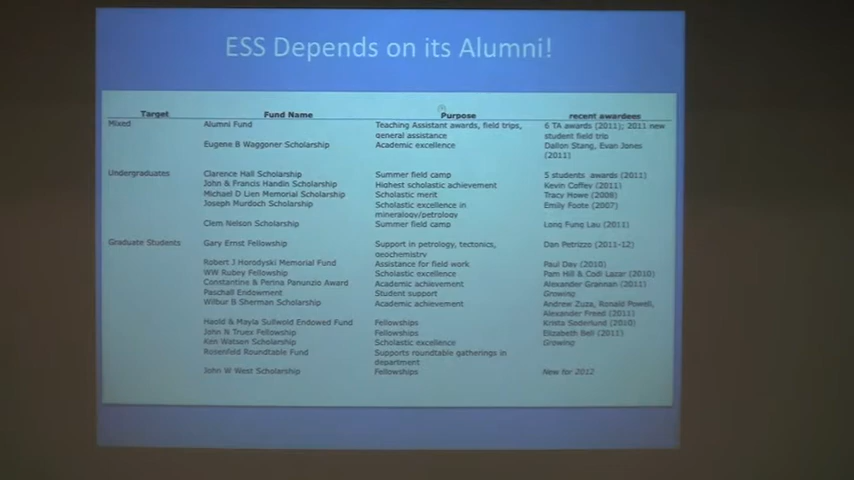 ESS Depends on its Alumni!
Target Fund Name Purpose recent awardees
Mixed Alumni Fund Teaching Assistant awards, field trips, 6 TA awards (2011); 2011 new
general assistance student field trip
Eugene B Waggoner Scholarship Academic excellence Dallon Stang, Evan Jones
(2011)
Undergraduates Clarence Hall Scholarship Summer field camp 5 students awards (2011)
John & Francis Handin Scholarship Highest scholastic achievement Kevin Coffey (2011)
Michael D Lien Memorial Scholarship Scholastic merit Tracy Howe (2008)
Joseph Murdoch Scholarship Scholastic excellence in Emily Foote (2007)
mineralogy/petrology
Clem Nelson Scholarship Summer field camp Long Fung Lau (2011)
Graduate Students Gary Ernst Fellowship Support in petrology, tectonics, Dan Petrizzo (2011-12)
geochemistry
Robert J Horodyski Memorial Fund Assistance for field work Paul Day (2010)
WW Rubey Fellowship Scholastic excellence Pam Hill & Codi Lazar (2010)
Constantine & Perina Panunzio Award Academic achievement Alexander Grannan (2011)
Paschall Endowment Student support Growing
Wilbur B Sherman Scholarship Academic achievement Andrew Zuza, Ronald Powell,
Alexander Freed (2011)
Harold & Mayla Sullwold Endowed Fund Fellowships Krista Soderlund (2010)
John N Truex Fellowship Fellowships Elizabeth Bell (2011)
Ken Watson Scholarship Scholastic excellence Growing
Rosenfeld Roundtable Fund Supports roundtable gatherings in
department
John W West Scholarship Fellowships New for 2012